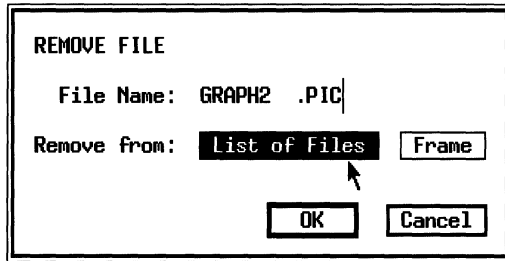 REMOVE FILE
File Name: GRAPH2 .PIC
Remove from: List of Files Frame
OK Cancel